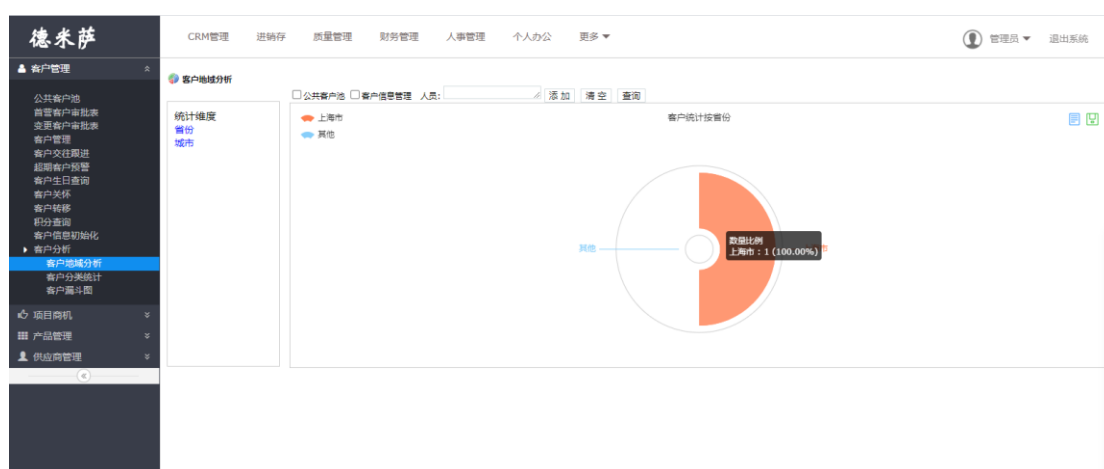 德米萨
CRM管理 进销存 质量管理 财务管理 人事管理 个人办公 更多
管理员 退出系统
客户管理
公共客户池
首营客户审批表
变更客户审批表
客户管理
客户交往跟进
超期客户预警
客户生日查询
客户关怀
客户转移
积分查询
客户信息初始化
客户分析
客户地域分析
客户分类统计
客户漏斗图
项目商机
产品管理
供应商管理
客户地域分析
公共客户池 客户信息管理 人员: 添加 清空 查询
统计维度
省份
城市
上海市
其他
客户统计按省份
其他
数量比例
上海市：1 (100.00%)
市